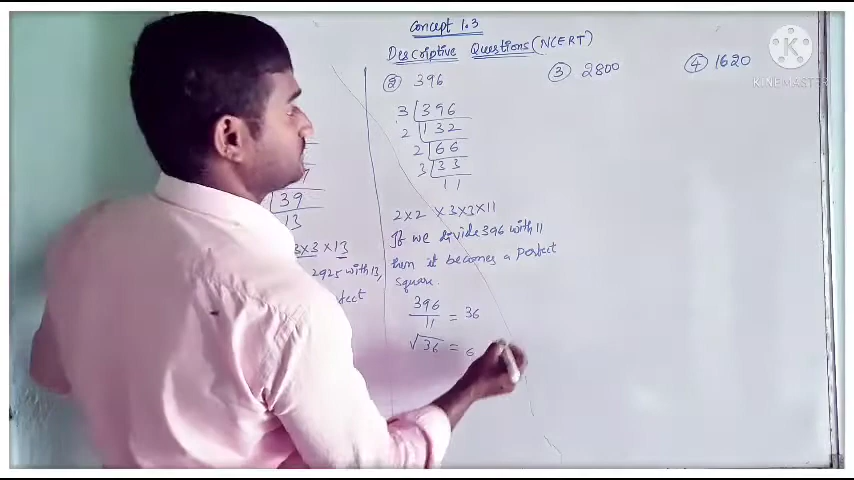 Concept 1.3
Descriptive Questions (NCERT)
② 396
③ 2800
④ 1620
3 396
2 132
2 66
3 33
11
2×2 ×3×3×11
If we divide 396 with 11
then it becomes a perfect
square.
396/11 = 36
√36 = 6
39
13
3×3 ×13
2925 with 13,
K
KINEMASTER